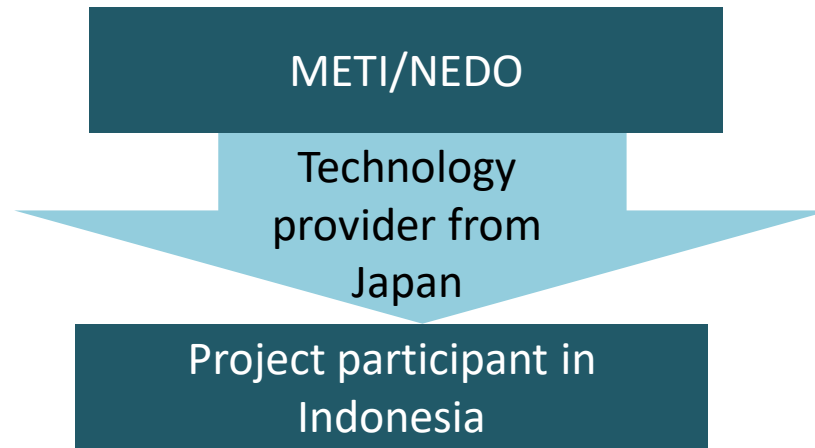 METI/NEDO
Technology
provider from
Japan
Project participant in
Indonesia